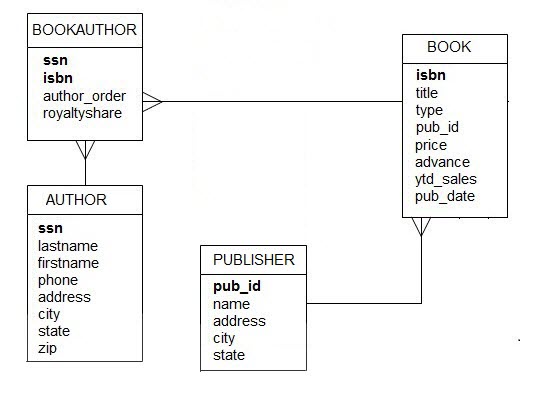 BOOKAUTHOR
ssn
isbn
author_order
royaltyshare
BOOK
isbn
title
type
pub_id
price
advance
ytd_sales
pub_date
AUTHOR
ssn
lastname
firstname
phone
address
city
state
zip
PUBLISHER
pub_id
name
address
city
state